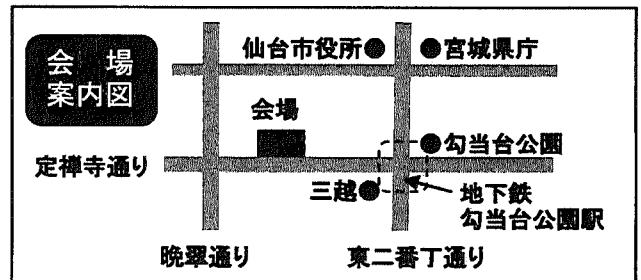 会場
案内図
仙台市役所
宮城県庁
会場
勾当台公園
定禅寺通り
三越
地下鉄
勾当台公園駅
晩翠通り
東二番丁通り